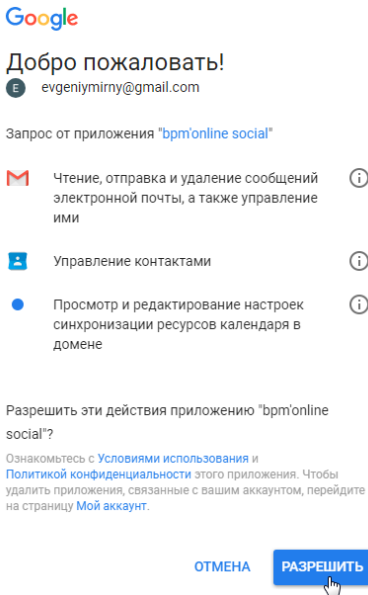 Google
Добро пожаловать!
E evgeniymirny@gmail.com
Запрос от приложения "bpm'online social"
Чтение, отправка и удаление сообщений
электронной почты, а также управление
ими
Управление контактами
Просмотр и редактирование настроек
синхронизации ресурсов календаря в
домене
Разрешить эти действия приложению "bpm'online
social"?
Ознакомьтесь с Условиями использования и
Политикой конфиденциальности этого приложения. Чтобы
удалить приложения, связанные с вашим аккаунтом, перейдите
на страницу Мой аккаунт.
ОТМЕНА РАЗРЕШИТЬ